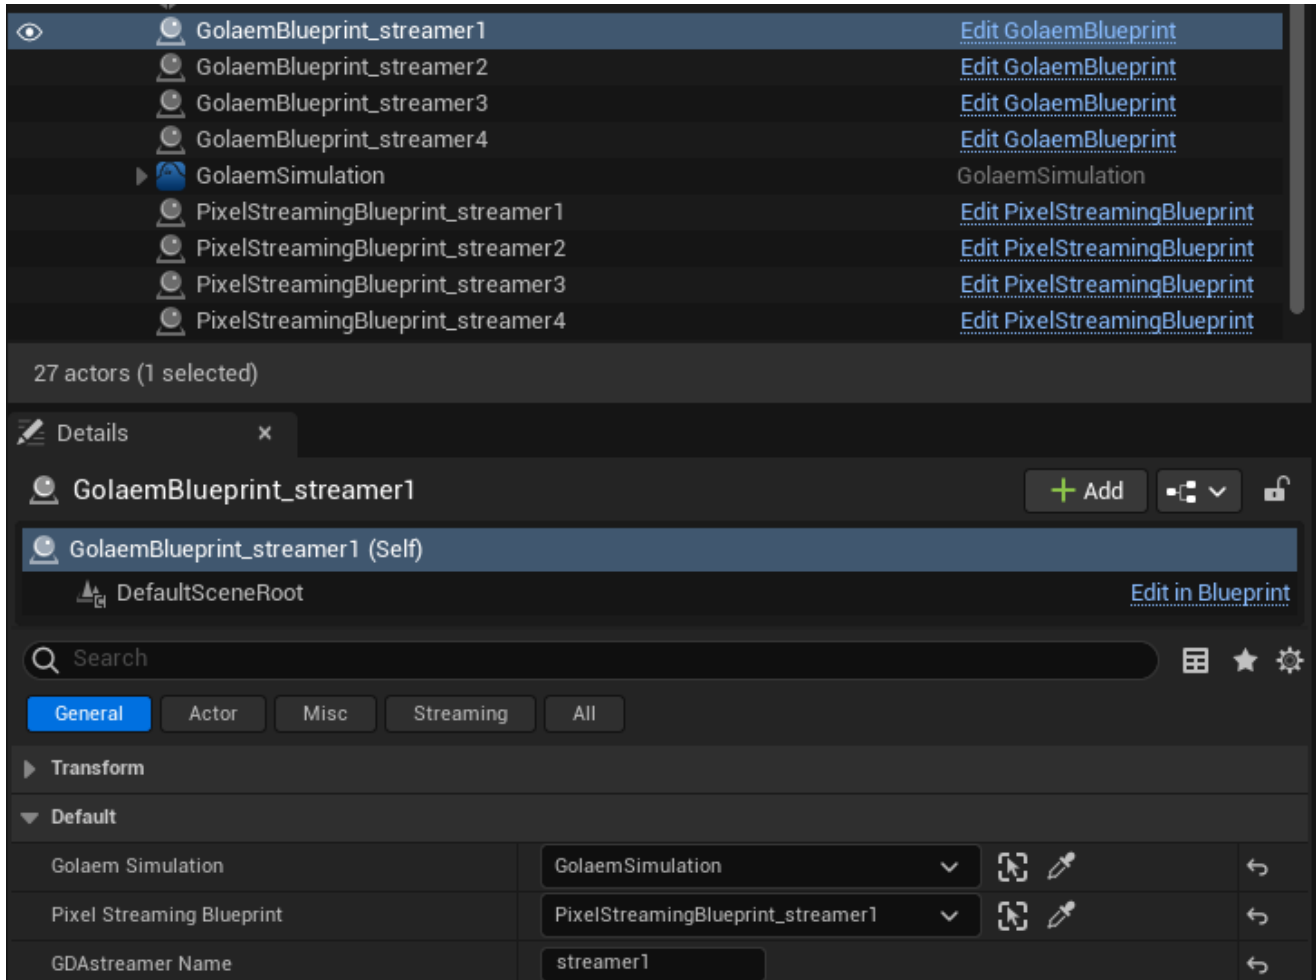 GolaemBlueprint_streamer1 Edit GolaemBlueprint
GolaemBlueprint_streamer2 Edit GolaemBlueprint
GolaemBlueprint_streamer3 Edit GolaemBlueprint
GolaemBlueprint_streamer4 Edit GolaemBlueprint
GolaemSimulation GolaemSimulation
PixelStreamingBlueprint_streamer1 Edit PixelStreamingBlueprint
PixelStreamingBlueprint_streamer2 Edit PixelStreamingBlueprint
PixelStreamingBlueprint_streamer3 Edit PixelStreamingBlueprint
PixelStreamingBlueprint_streamer4 Edit PixelStreamingBlueprint
27 actors (1 selected)
Details
GolaemBlueprint_streamer1 Add
GolaemBlueprint_streamer1 (Self)
DefaultSceneRoot Edit in Blueprint
Search
General Actor Misc Streaming All
Transform
Default
Golaem Simulation GolaemSimulation
Pixel Streaming Blueprint PixelStreamingBlueprint_streamer1
GDAstreamer Name streamer1